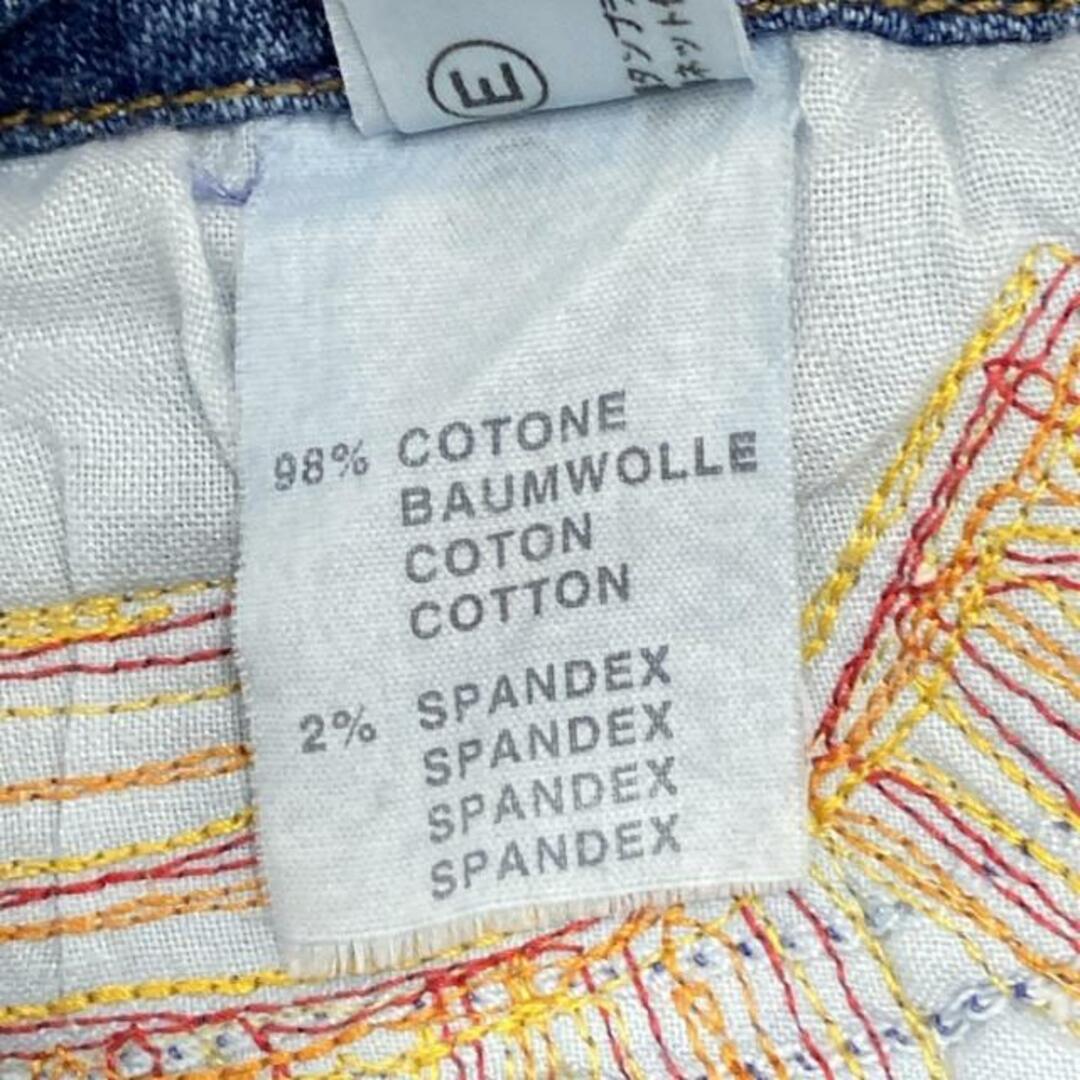 E
98% COTONE
BAUMWOLLE
COTON
COTTON
2% SPANDEX
SPANDEX
SPANDEX
SPANDEX